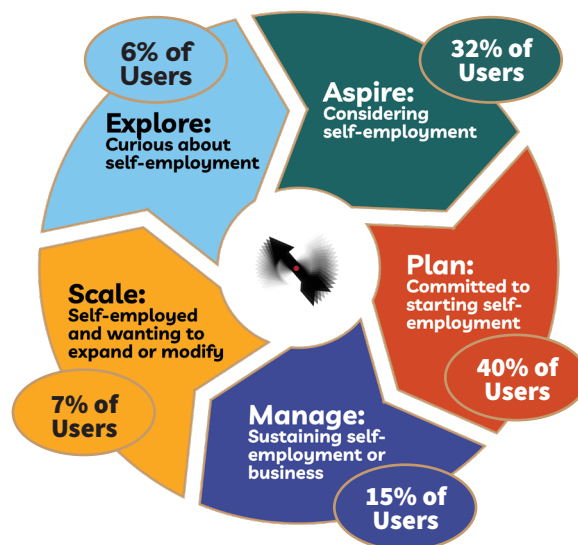 6% of
Users
Explore:
Curious about
self-employment
32% of
Users
Aspire:
Considering
self-employment
Plan:
Committed to
starting self-
employment
40% of
Users
Manage:
Sustaining self-
employment or
business
15% of
Users
Scale:
Self-employed
and wanting to
expand or modify
7% of
Users